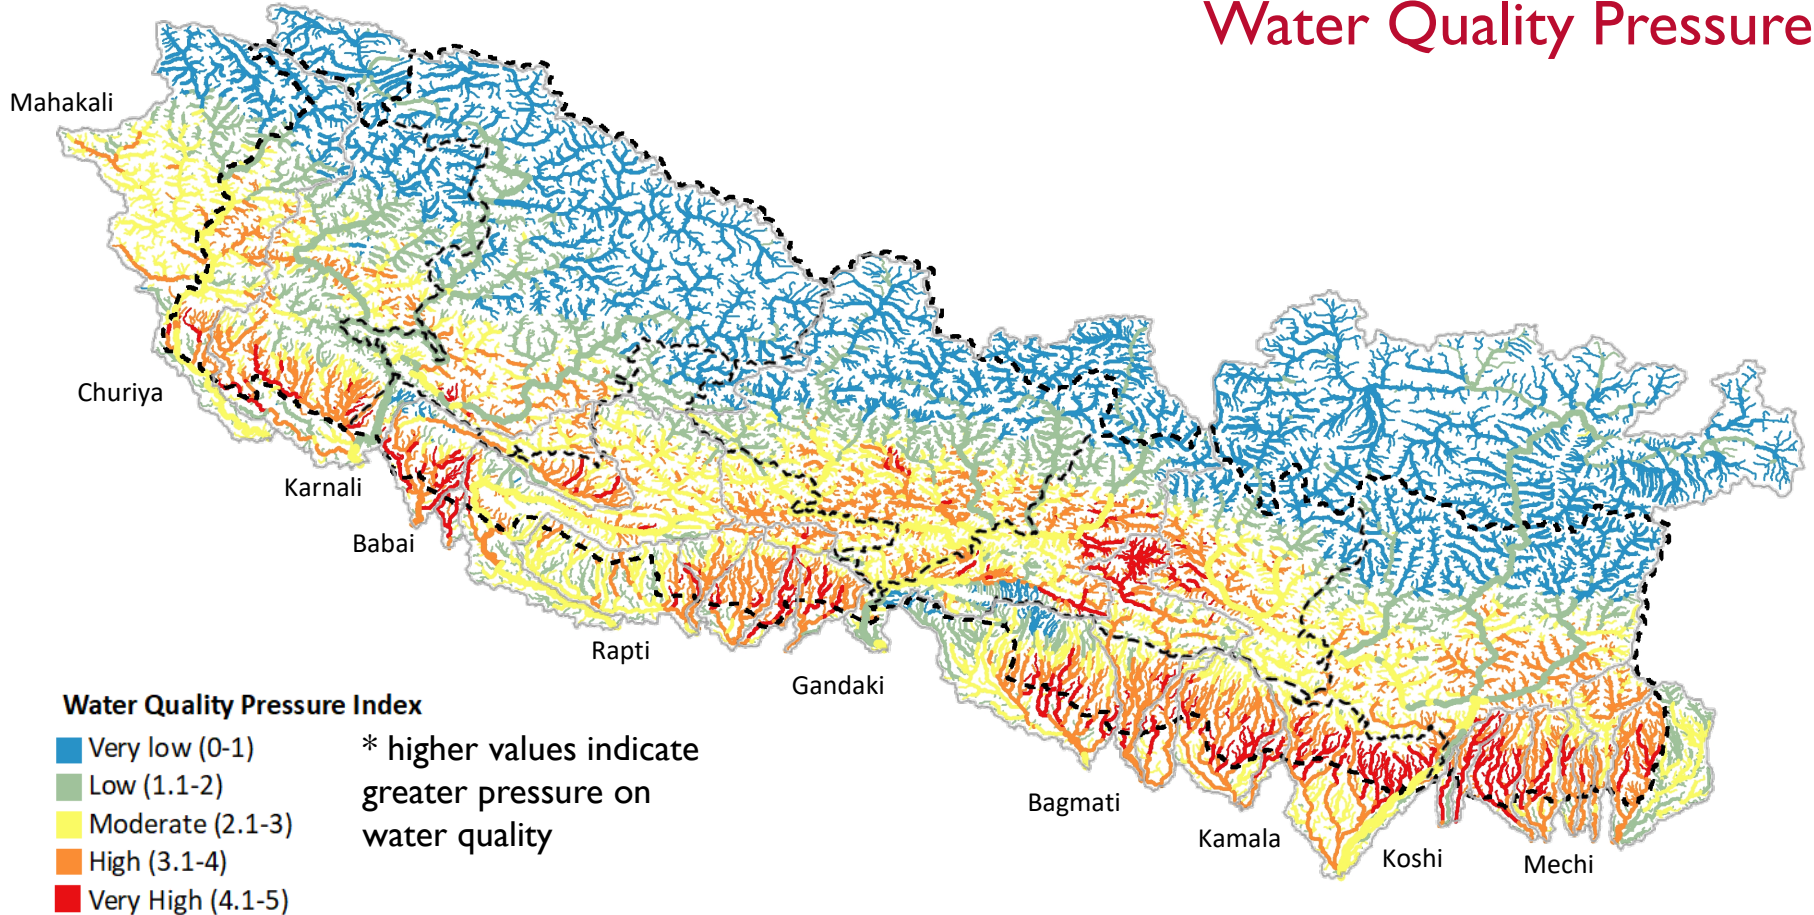 Water Quality Pressure
Mahakali
Churiya
Karnali
Babai
Rapti
Gandaki
Bagmati
Kamala
Koshi
Mechi
Water Quality Pressure Index
Very low (0-1)
Low (1.1-2)
Moderate (2.1-3)
High (3.1-4)
Very High (4.1-5)
* higher values indicate
greater pressure on
water quality